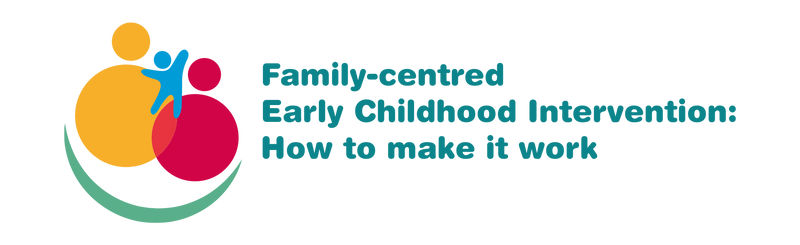 Family-centred
Early Childhood Intervention:
How to make it work